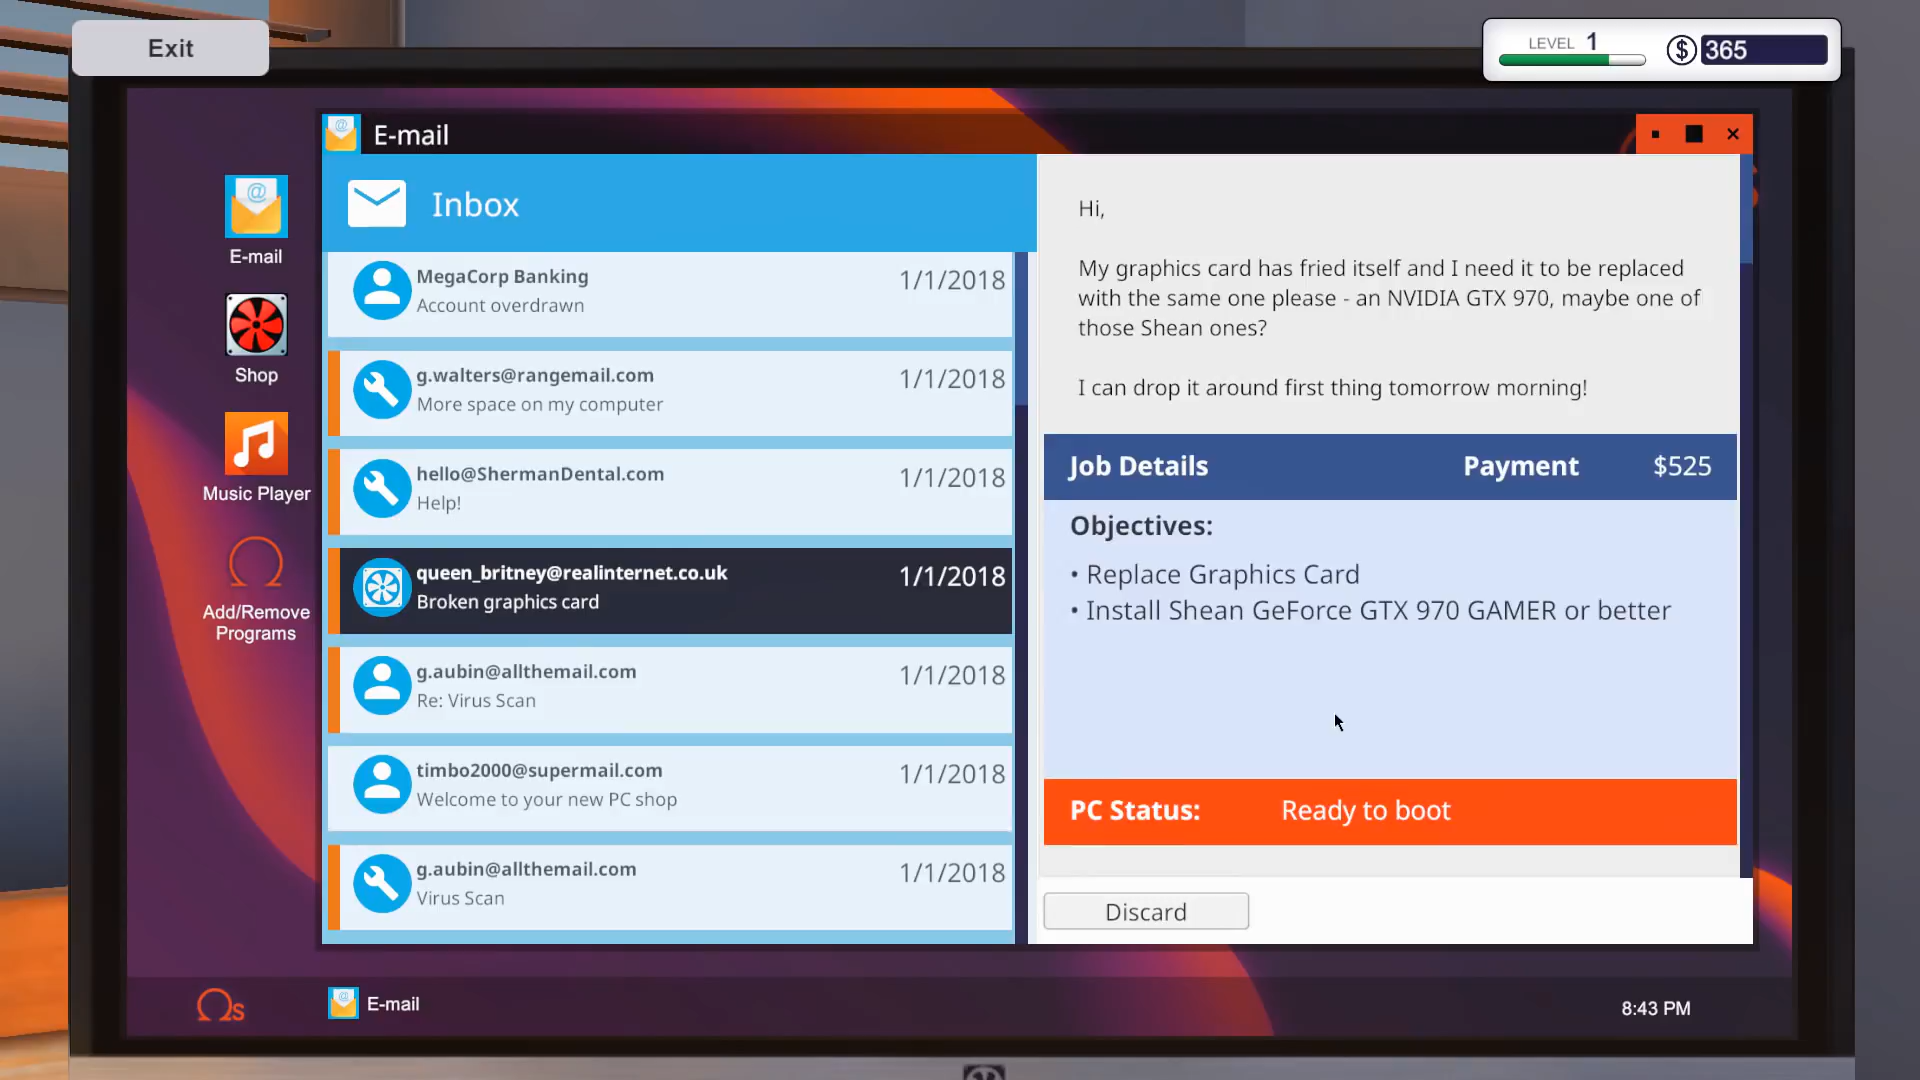 Exit
LEVEL 1
$ 365
E-mail
Inbox
E-mail
Shop
Music Player
Add/Remove
Programs
MegaCorp Banking
1/1/2018
Account overdrawn
g.walters@rangemail.com
1/1/2018
More space on my computer
hello@ShermanDental.com
1/1/2018
Help!
queen_britney@realinternet.co.uk
1/1/2018
Broken graphics card
g.aubin@allthemail.com
1/1/2018
Re: Virus Scan
timbo2000@supermail.com
1/1/2018
Welcome to your new PC shop
g.aubin@allthemail.com
1/1/2018
Virus Scan
Hi,
My graphics card has fried itself and I need it to be replaced
with the same one please - an NVIDIA GTX 970, maybe one of
those Shean ones?
I can drop it around first thing tomorrow morning!
Job Details Payment $525
Objectives:
• Replace Graphics Card
• Install Shean GeForce GTX 970 GAMER or better
PC Status: Ready to boot
Discard
Ωs
E-mail
8:43 PM